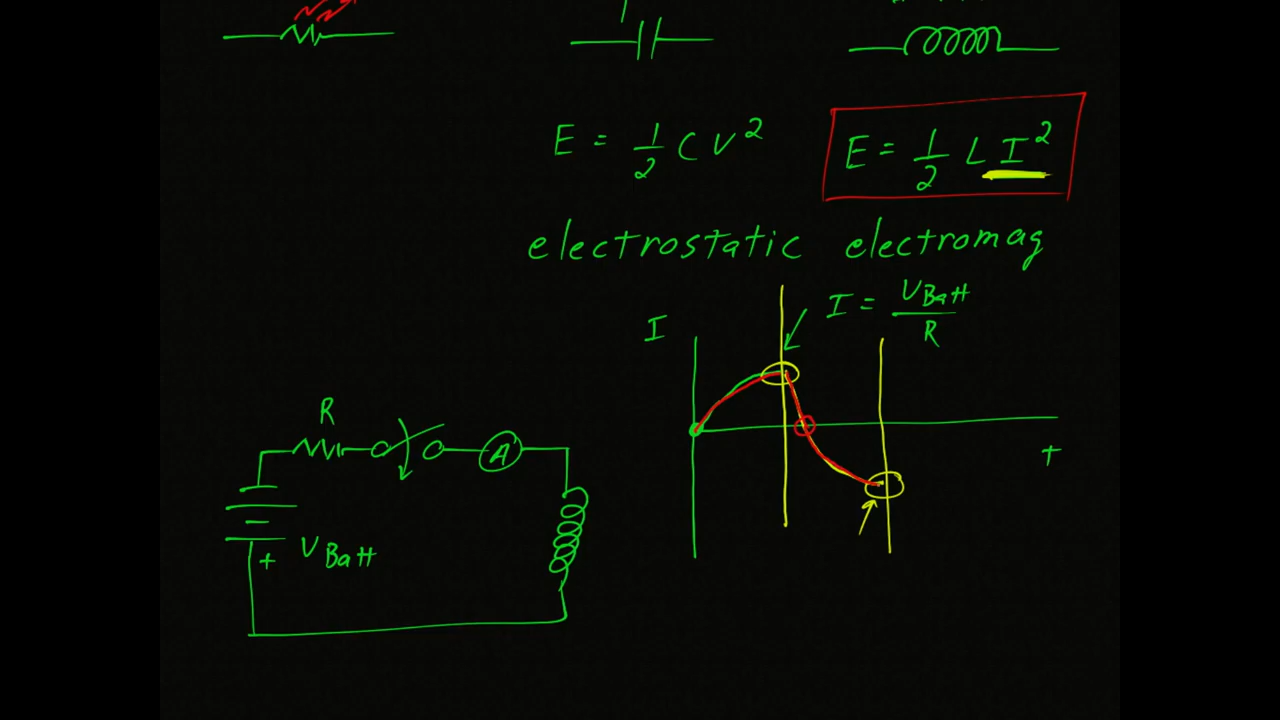 E = 1/2 C V²
E = 1/2 L I²
electrostatic
electromag
I = VBatt/R
I
t
R
A
+ VBatt